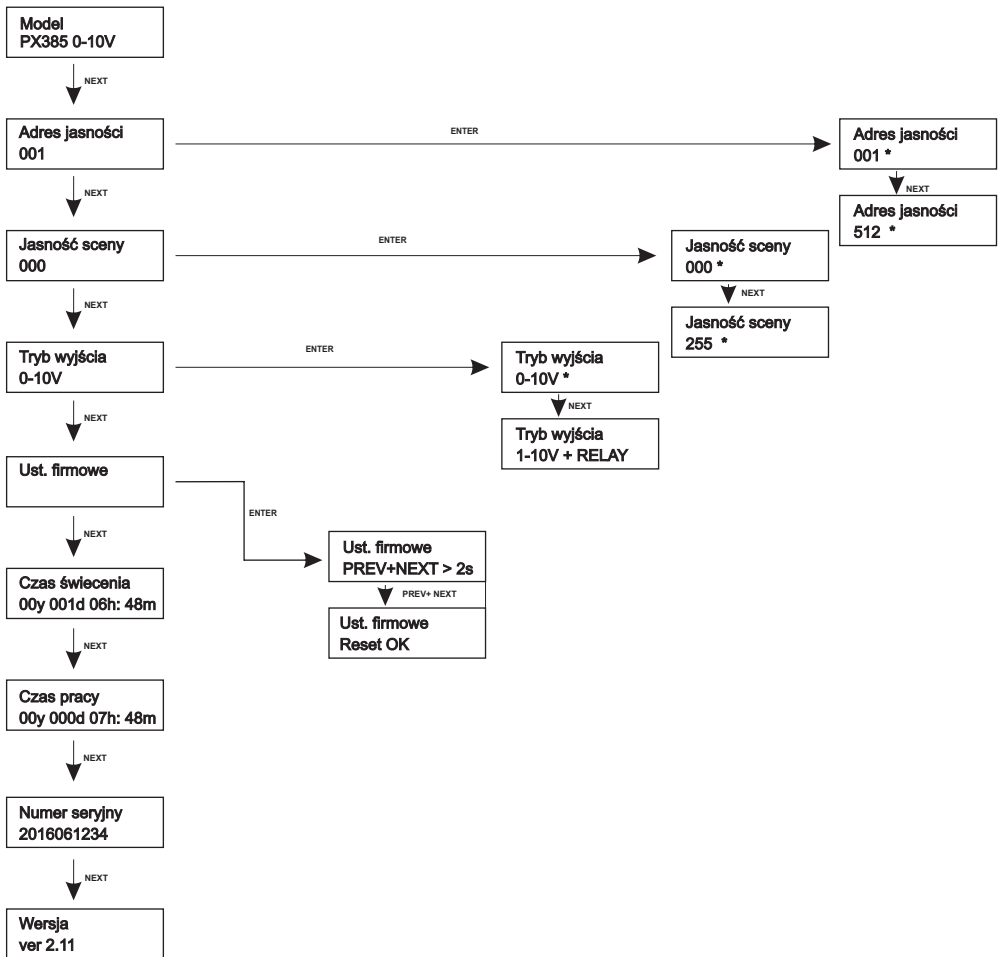 Model
PX385 0-10V
NEXT
Adres jasności
001
ENTER
Adres jasności
001 *
NEXT
Adres jasności
512 *
NEXT
Jasność sceny
000
ENTER
Jasność sceny
000 *
NEXT
Jasność sceny
255 *
NEXT
Tryb wyjścia
0-10V
ENTER
Tryb wyjścia
0-10V *
NEXT
Tryb wyjścia
1-10V + RELAY
NEXT
Ust. firmowe
ENTER
Ust. firmowe
PREV+NEXT > 2s
PREV+ NEXT
Ust. firmowe
Reset OK
NEXT
Czas świecenia
00y 001d 06h: 48m
NEXT
Czas pracy
00y 000d 07h: 48m
NEXT
Numer seryjny
2016061234
NEXT
Wersja
ver 2.11